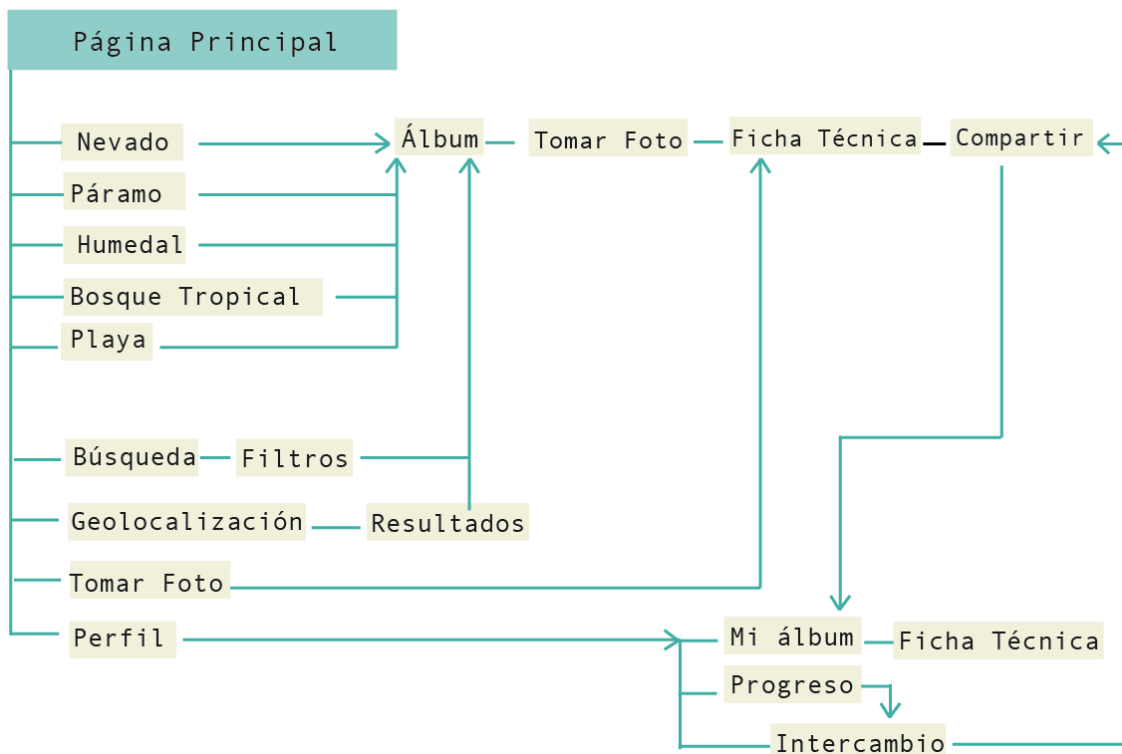 Página Principal
Nevado
Álbum
Tomar Foto
Ficha Técnica
Compartir
Páramo
Humedal
Bosque Tropical
Playa
Búsqueda
Filtros
Geolocalización
Resultados
Tomar Foto
Perfil
Mi álbum
Ficha Técnica
Progreso
Intercambio